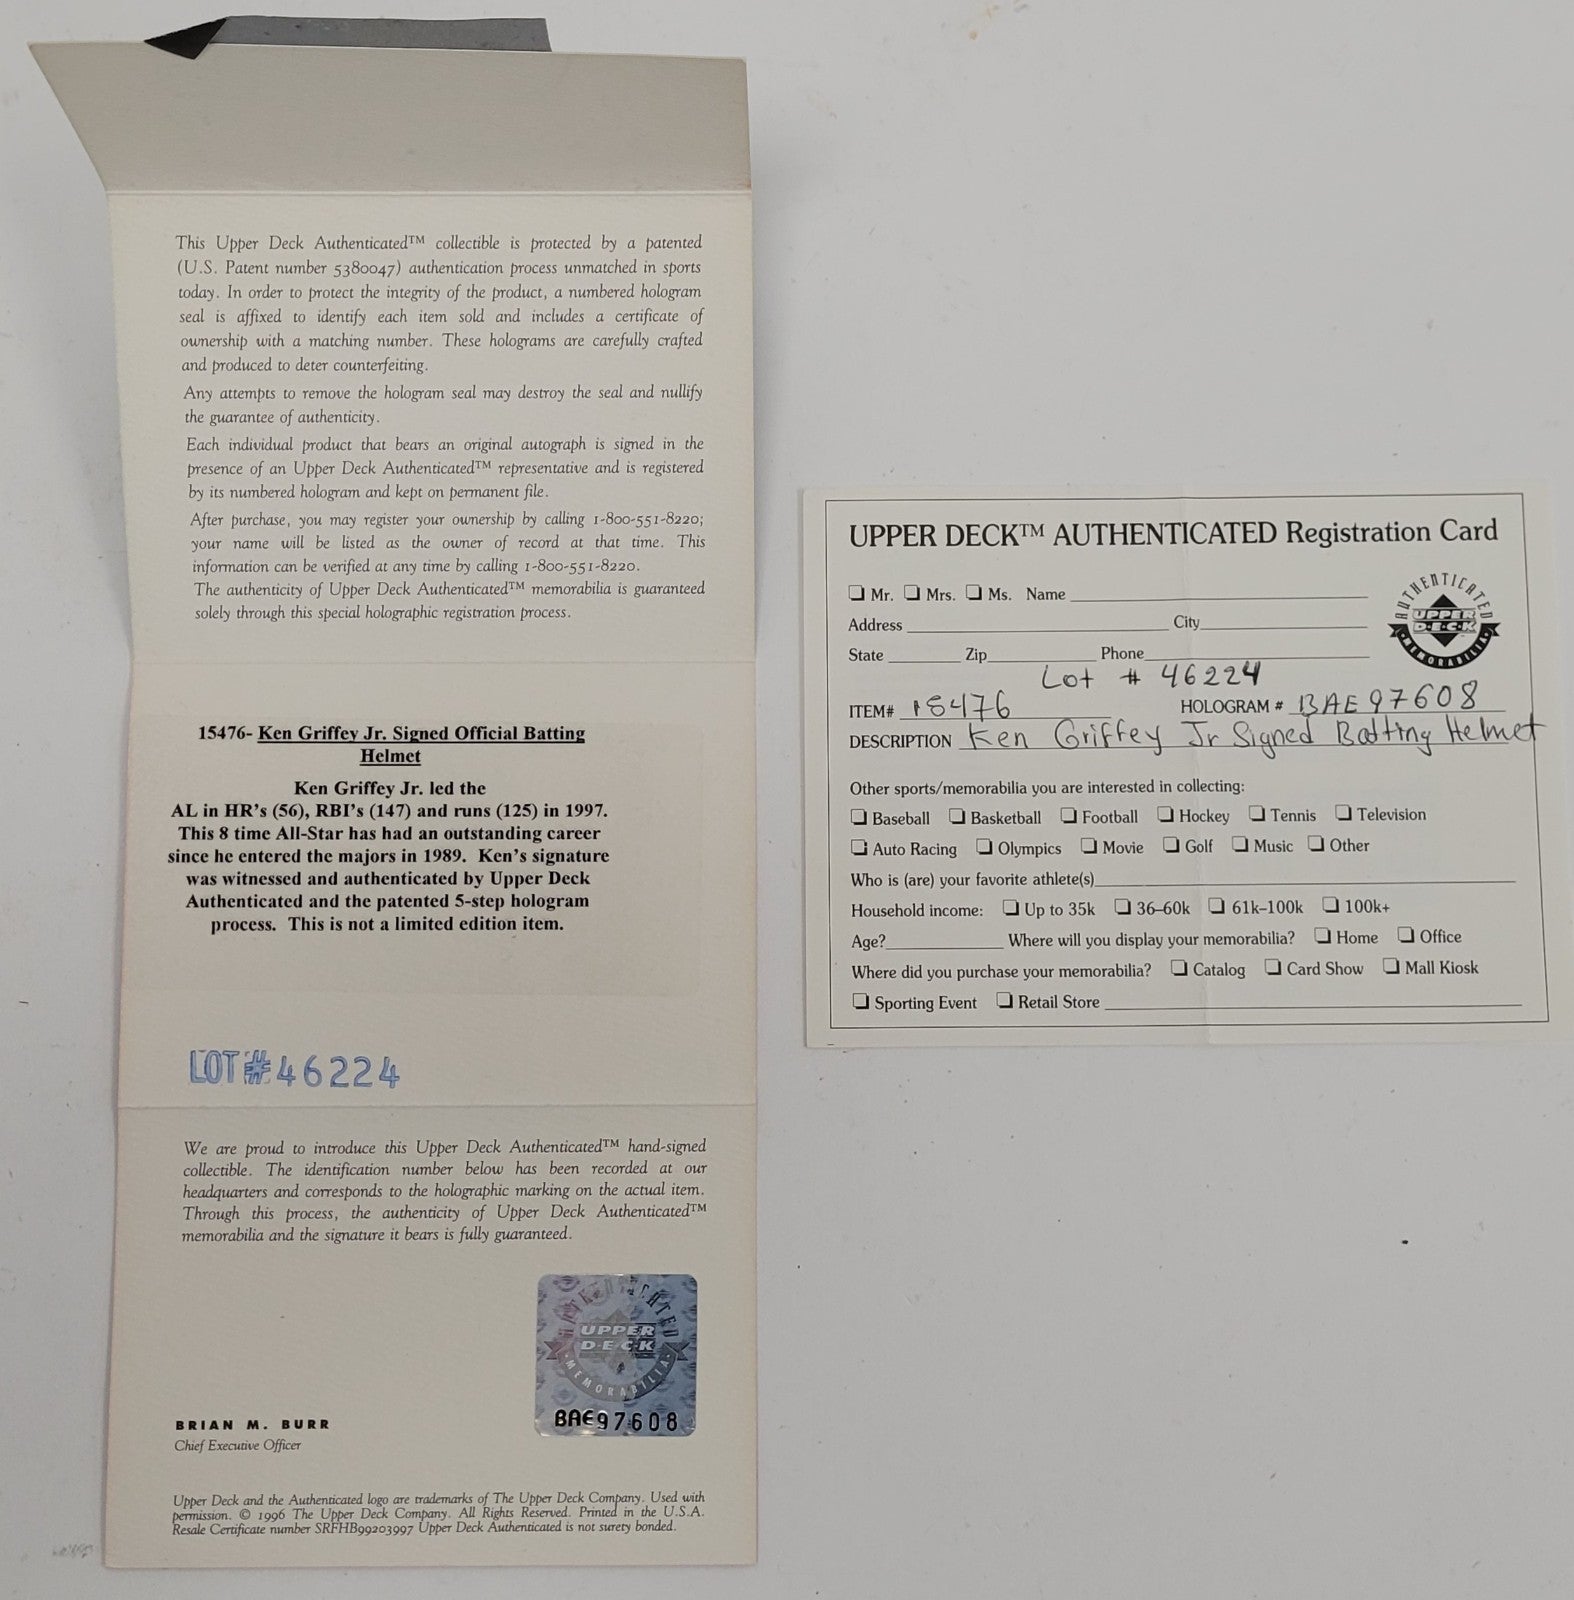 This Upper Deck Authenticated™ collectible is protected by a patented
(U.S. Patent number 5380047) authentication process unmatched in sports
today. In order to protect the integrity of the product, a numbered hologram
seal is affixed to identify each item sold and includes a certificate of
ownership with a matching number. These holograms are carefully crafted
and produced to deter counterfeiting.
Any attempts to remove the hologram seal may destroy the seal and nullify
the guarantee of authenticity.
Each individual product that bears an original autograph is signed in the
presence of an Upper Deck Authenticated™ representative and is registered
by its numbered hologram and kept on permanent file.
After purchase, you may register your ownership by calling 1-800-551-8220;
your name will be listed as the owner of record at that time. This
information can be verified at any time by calling 1-800-551-8220.
The authenticity of Upper Deck Authenticated™ memorabilia is guaranteed
solely through this special holographic registration process.
15476- Ken Griffey Jr. Signed Official Batting
Helmet
Ken Griffey Jr. led the
AL in HR's (56), RBI's (147) and runs (125) in 1997.
This 8 time All-Star has had an outstanding career
since he entered the majors in 1989. Ken's signature
was witnessed and authenticated by Upper Deck
Authenticated and the patented 5-step hologram
process. This is not a limited edition item.
LOT#46224
We are proud to introduce this Upper Deck Authenticated™ hand-signed
collectible. The identification number below has been recorded at our
headquarters and corresponds to the holographic marking on the actual item.
Through this process, the authenticity of Upper Deck Authenticated™
memorabilia and the signature it bears is fully guaranteed.
AUTHENTICATED
UPPER
DECK
MEMORABILIA
BAE97608
BRIAN M. BURR
Chief Executive Officer
Upper Deck and the Authenticated logo are trademarks of The Upper Deck Company. Used with
permission. © 1996 The Upper Deck Company. All Rights Reserved. Printed in the U.S.A.
Resale Certificate number SRFHB99203997 Upper Deck Authenticated is not surety bonded.
UPPER DECK™ AUTHENTICATED Registration Card
Mr. Mrs. Ms. Name
Address City
State Zip Phone
AUTHENTICATED
UPPER
DECK
MEMORABILIA
Lot # 46224
ITEM# 15476 HOLOGRAM # BAE97608
DESCRIPTION Ken Griffey Jr Signed Batting Helmet
Other sports/memorabilia you are interested in collecting:
Baseball Basketball Football Hockey Tennis Television
Auto Racing Olympics Movie Golf Music Other
Who is (are) your favorite athlete(s)
Household income: Up to 35k 36–60k 61k–100k 100k+
Age? Where will you display your memorabilia? Home Office
Where did you purchase your memorabilia? Catalog Card Show Mall Kiosk
Sporting Event Retail Store